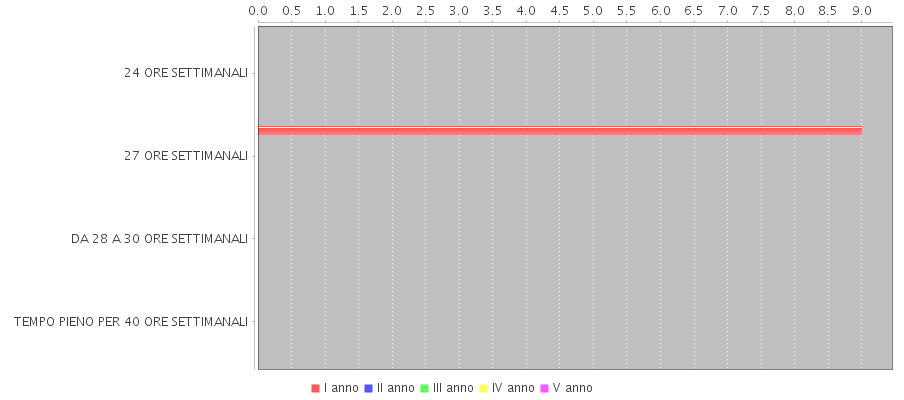 0.0 0.5 1.0 1.5 2.0 2.5 3.0 3.5 4.0 4.5 5.0 5.5 6.0 6.5 7.0 7.5 8.0 8.5 9.0
24 ORE SETTIMANALI
27 ORE SETTIMANALI
DA 28 A 30 ORE SETTIMANALI
TEMPO PIENO PER 40 ORE SETTIMANALI
I anno II anno III anno IV anno V anno